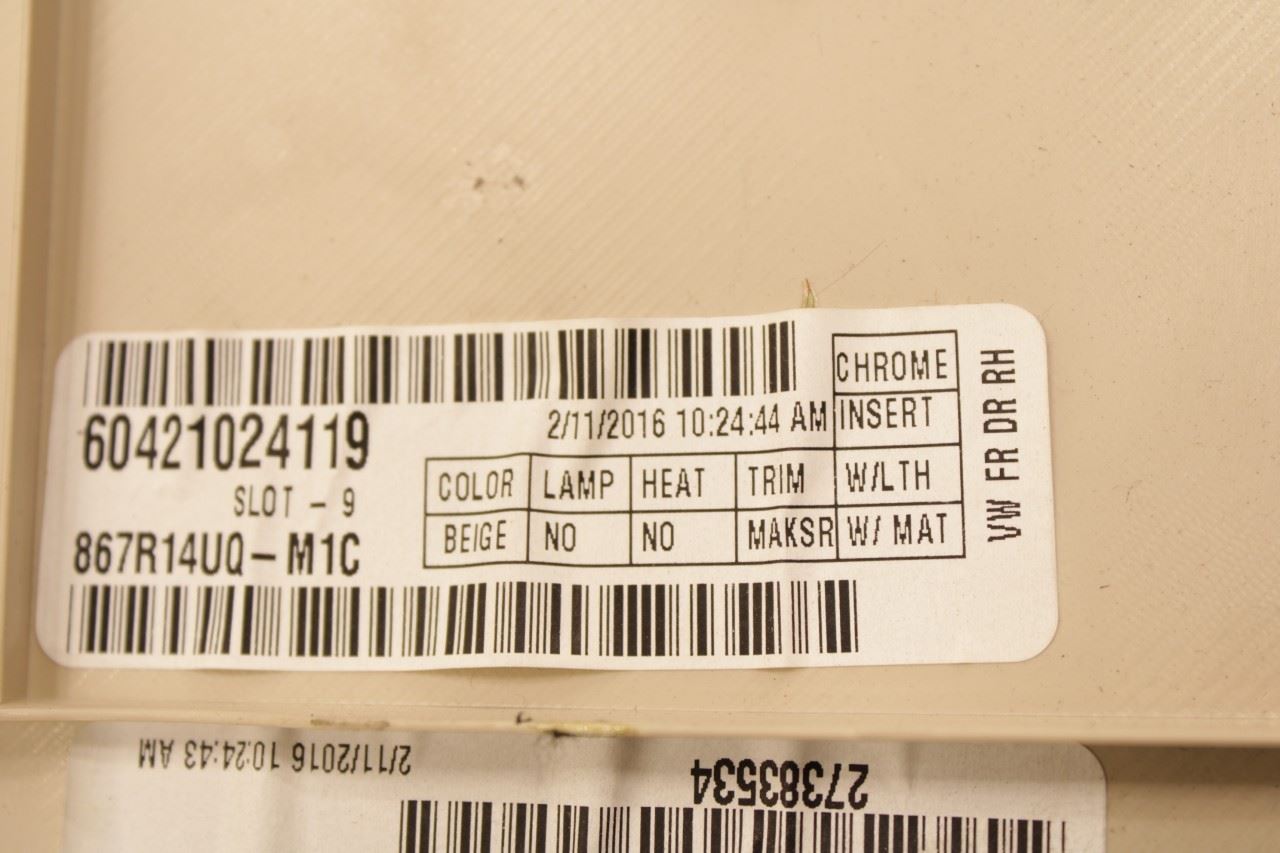 60421024119
2/11/2016 10:24:44 AM
SLOT - 9
867R14UQ-M1C
CHROME
INSERT
COLOR LAMP HEAT TRIM W/LTH
BEIGE NO NO MAKSR W/ MAT
VW FR DR RH
27383534
2/11/2016 10:24:43 AM